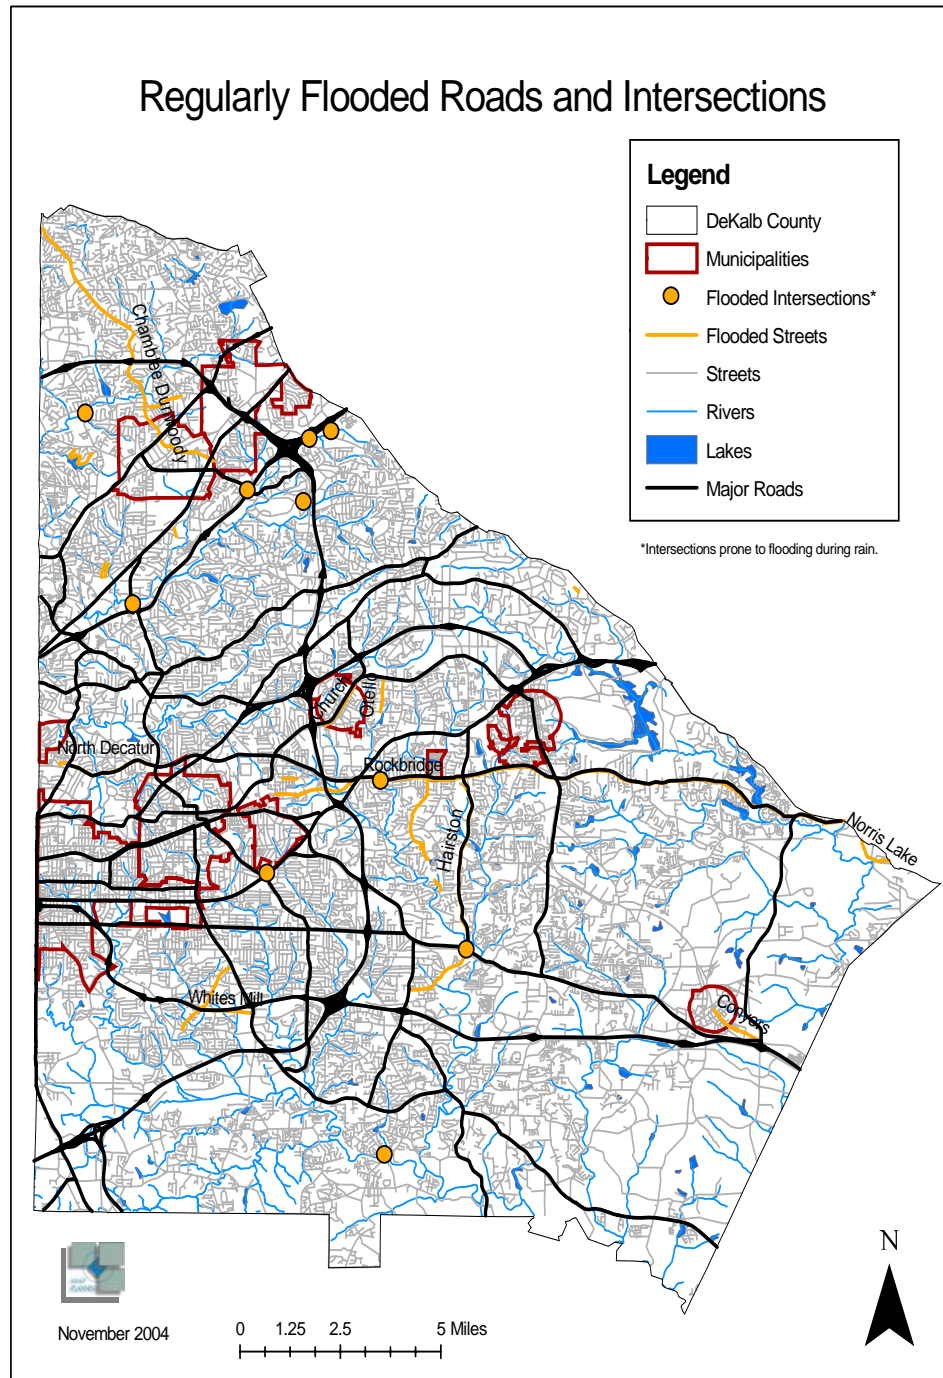 Regularly Flooded Roads and Intersections
Legend
DeKalb County
Municipalities
Flooded Intersections*
Flooded Streets
Streets
Rivers
Lakes
Major Roads
*Intersections prone to flooding during rain.
Chamblee Dunwoody
Church
Otello
North Decatur
Rockbridge
Hairston
Norris Lake
Whites Mill
Conyers
N
November 2004
0 1.25 2.5 5 Miles